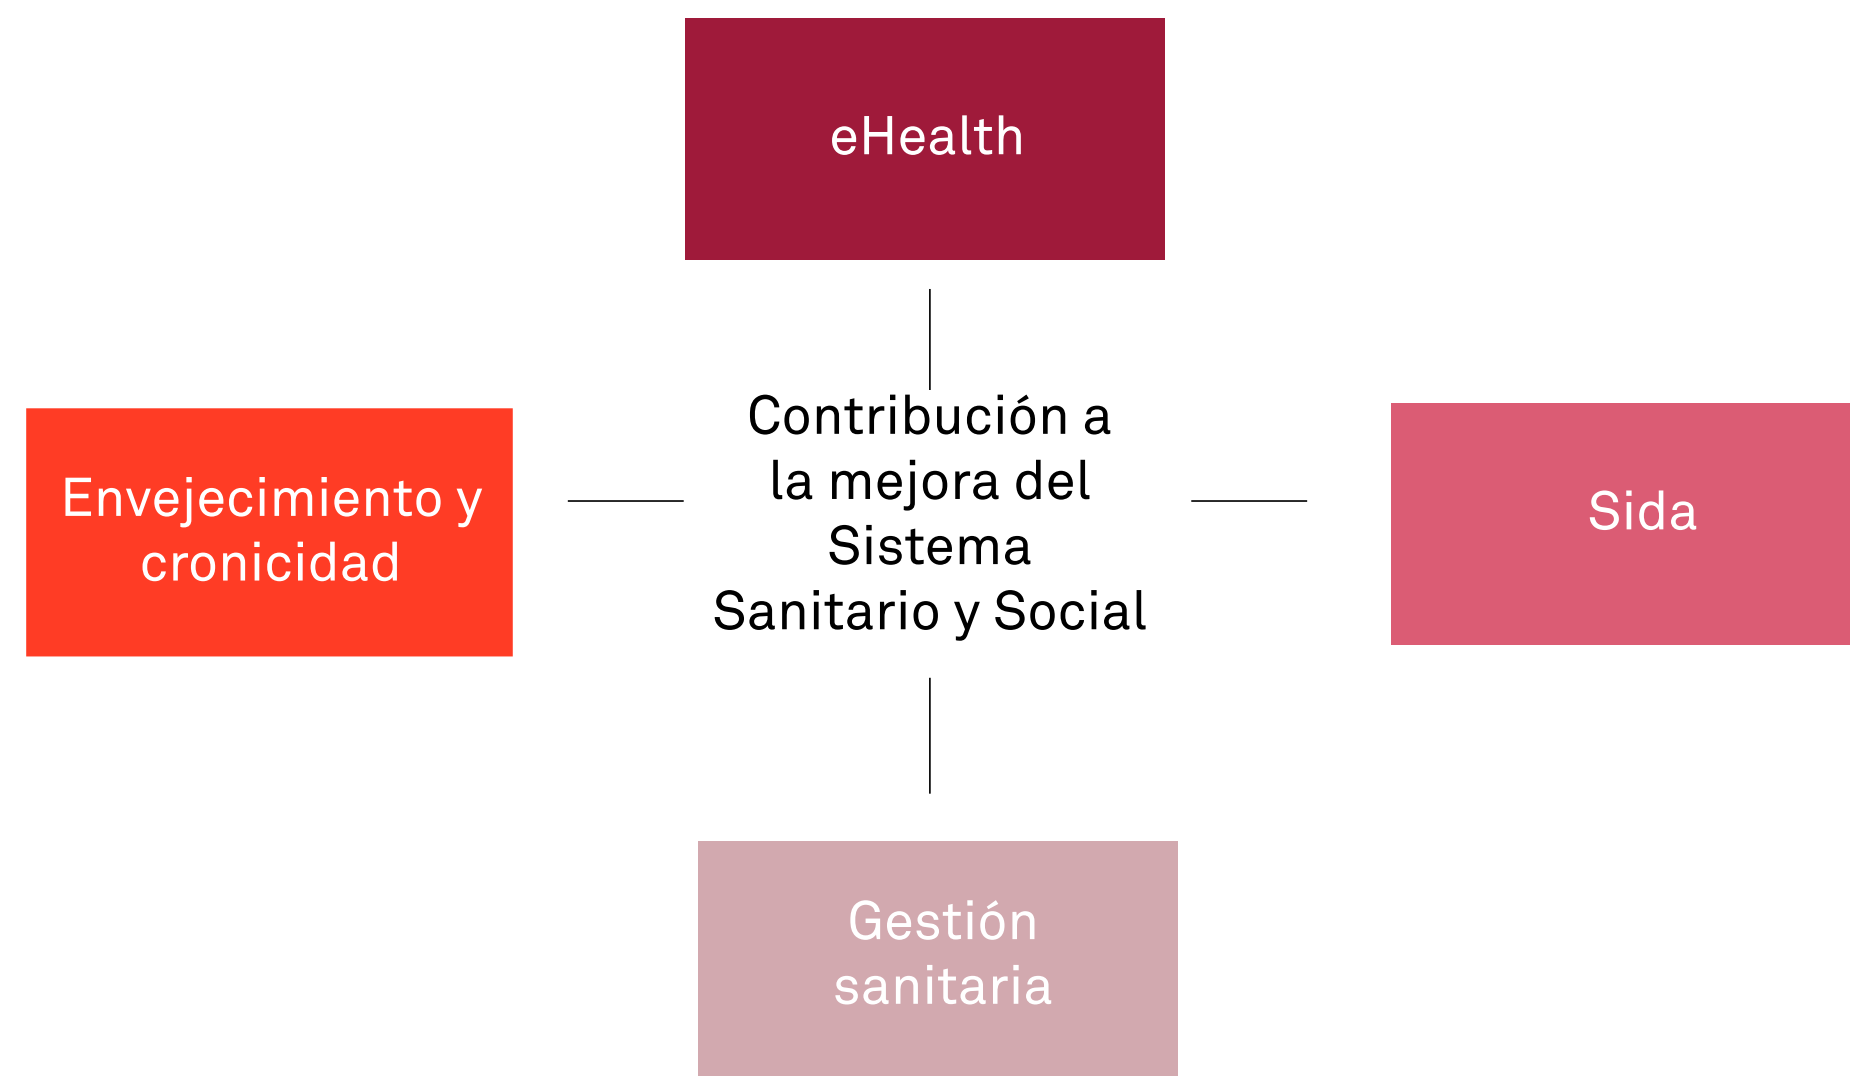 eHealth
Contribución a
la mejora del
Sistema
Sanitario y Social
Envejecimiento y
cronicidad
Sida
Gestión
sanitaria